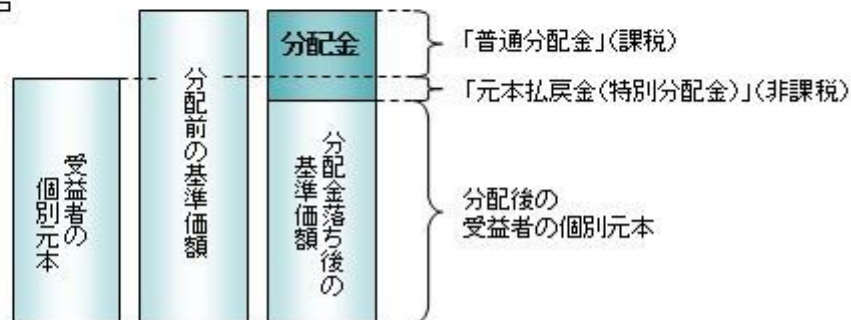 受益者の
個別元本
分配前の基準価額
分配金
分配金落ち後の
基準価額
「普通分配金」(課税)
「元本払戻金(特別分配金)」(非課税)
分配後の
受益者の個別元本